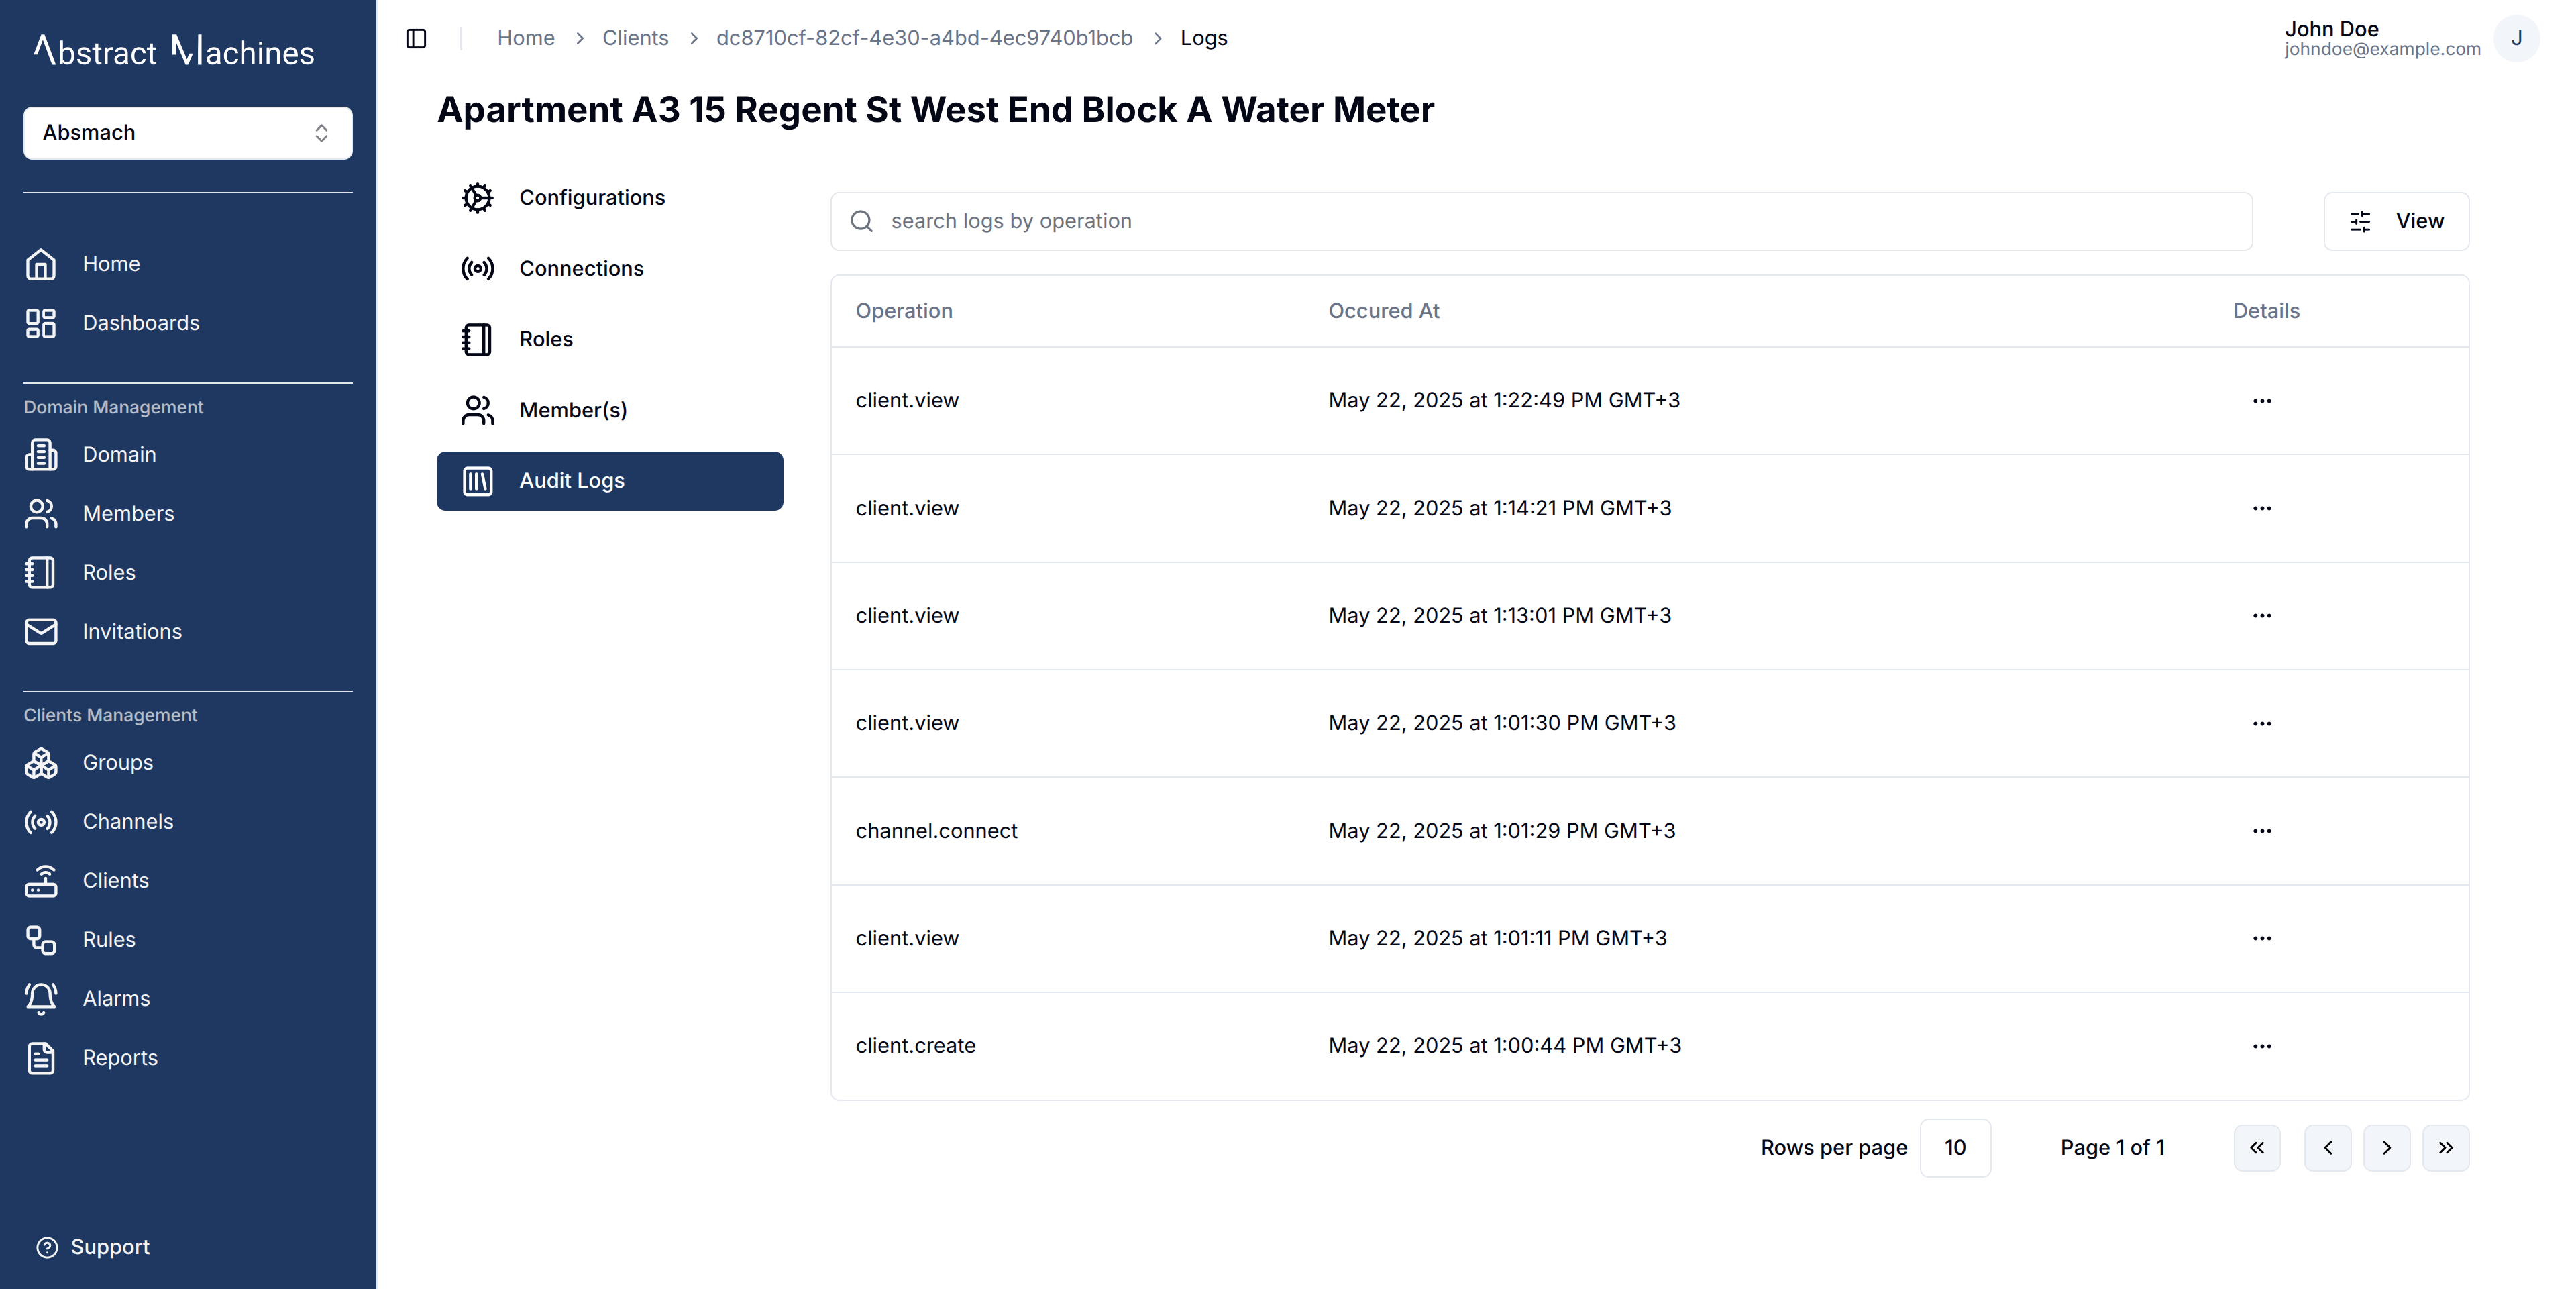 Abstract Machines
Absmach
Home
Dashboards
Domain Management
Domain
Members
Roles
Invitations
Clients Management
Groups
Channels
Clients
Rules
Alarms
Reports
Support
Home > Clients > dc8710cf-82cf-4e30-a4bd-4ec9740b1bcb > Logs
John Doe
johndoe@example.com
J
Apartment A3 15 Regent St West End Block A Water Meter
Configurations
Connections
Roles
Member(s)
Audit Logs
search logs by operation
View
Operation Occured At Details
client.view May 22, 2025 at 1:22:49 PM GMT+3 ...
client.view May 22, 2025 at 1:14:21 PM GMT+3 ...
client.view May 22, 2025 at 1:13:01 PM GMT+3 ...
client.view May 22, 2025 at 1:01:30 PM GMT+3 ...
channel.connect May 22, 2025 at 1:01:29 PM GMT+3 ...
client.view May 22, 2025 at 1:01:11 PM GMT+3 ...
client.create May 22, 2025 at 1:00:44 PM GMT+3 ...
Rows per page 10 Page 1 of 1